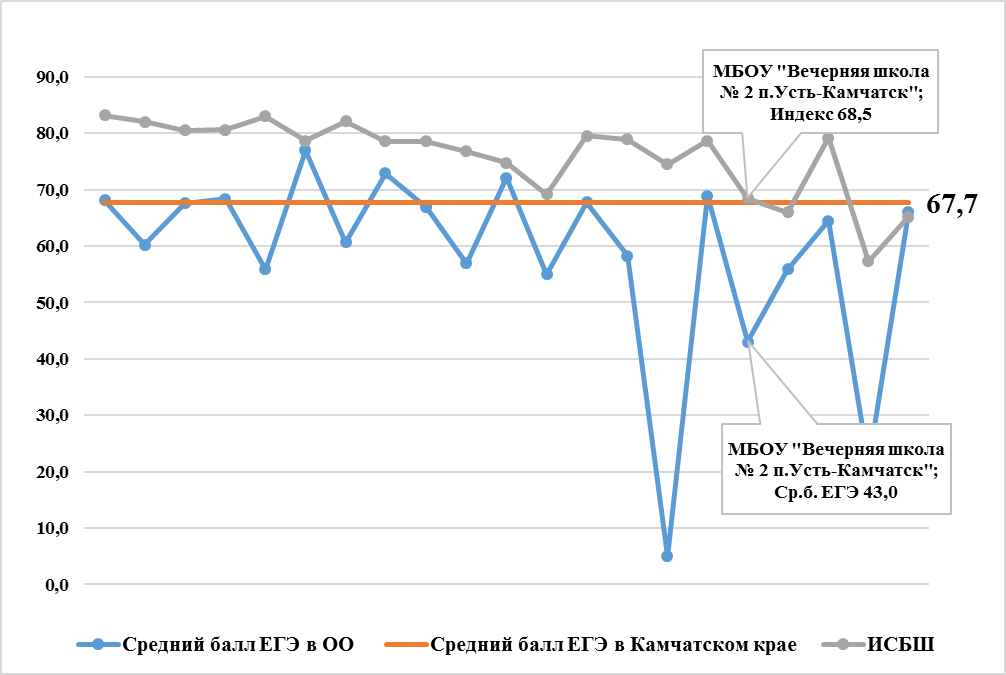 90,0
80,0
70,0
60,0
50,0
40,0
30,0
20,0
10,0
0,0
МБОУ "Вечерняя школа
№ 2 п.Усть-Камчатск";
Индекс 68,5
67,7
МБОУ "Вечерняя школа
№ 2 п.Усть-Камчатск";
Ср.б. ЕГЭ 43,0
Средний балл ЕГЭ в ОО
Средний балл ЕГЭ в Камчатском крае
ИСБШ